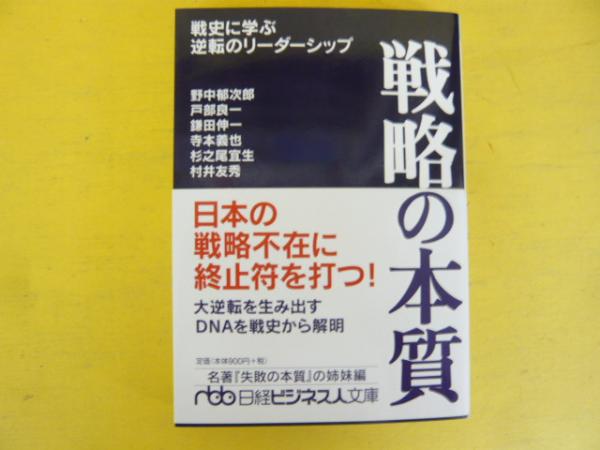 戦史に学ぶ
逆転のリーダーシップ
戦略の本質
野中郁次郎
戸部良一
鎌田伸一
寺本義也
杉之尾宜生
村井友秀
日本の
戦略不在に
終止符を打つ!
大逆転を生み出す
DNAを戦史から解明
定価(本体900円+税)
名著『失敗の本質』の姉妹編
nbb 日経ビジネス人文庫